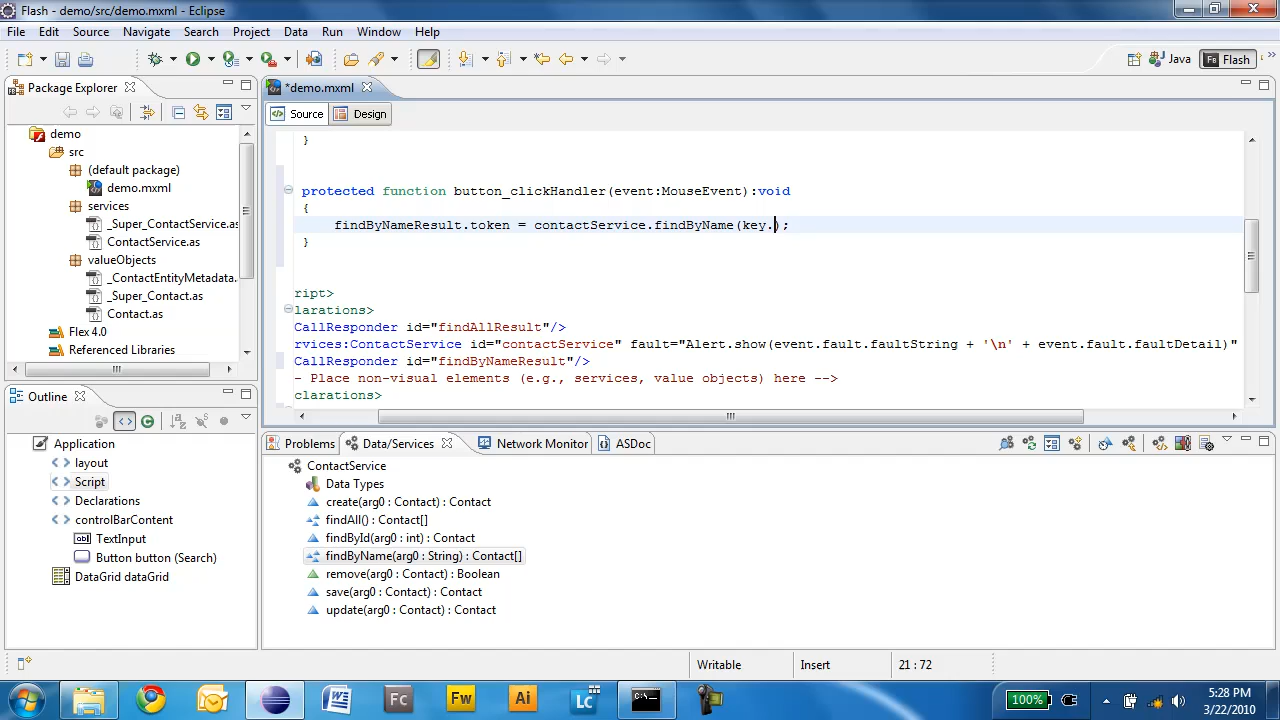 Flash - demo/src/demo.mxml - Eclipse
File Edit Source Navigate Search Project Data Run Window Help
Java Flash
Package Explorer
demo
src
(default package)
demo.mxml
services
_Super_ContactService.as
ContactService.as
valueObjects
_ContactEntityMetadata.
_Super_Contact.as
Contact.as
Flex 4.0
Referenced Libraries
Outline
Application
layout
Script
Declarations
controlBarContent
TextInput
Button button (Search)
DataGrid dataGrid
*demo.mxml
Source Design
}
protected function button_clickHandler(event:MouseEvent):void
{
findByNameResult.token = contactService.findByName(key.);
}
ript>
larations>
CallResponder id="findAllResult"/>
rvices:ContactService id="contactService" fault="Alert.show(event.fault.faultString + '\n' + event.fault.faultDetail)"
CallResponder id="findByNameResult"/>
- Place non-visual elements (e.g., services, value objects) here -->
clarations>
Problems Data/Services Network Monitor ASDoc
ContactService
Data Types
create(arg0 : Contact) : Contact
findAll() : Contact[]
findById(arg0 : int) : Contact
findByName(arg0 : String) : Contact[]
remove(arg0 : Contact) : Boolean
save(arg0 : Contact) : Contact
update(arg0 : Contact) : Contact
Writable Insert 21 : 72
Fc Fw Ai LC
100%
5:28 PM
3/22/2010